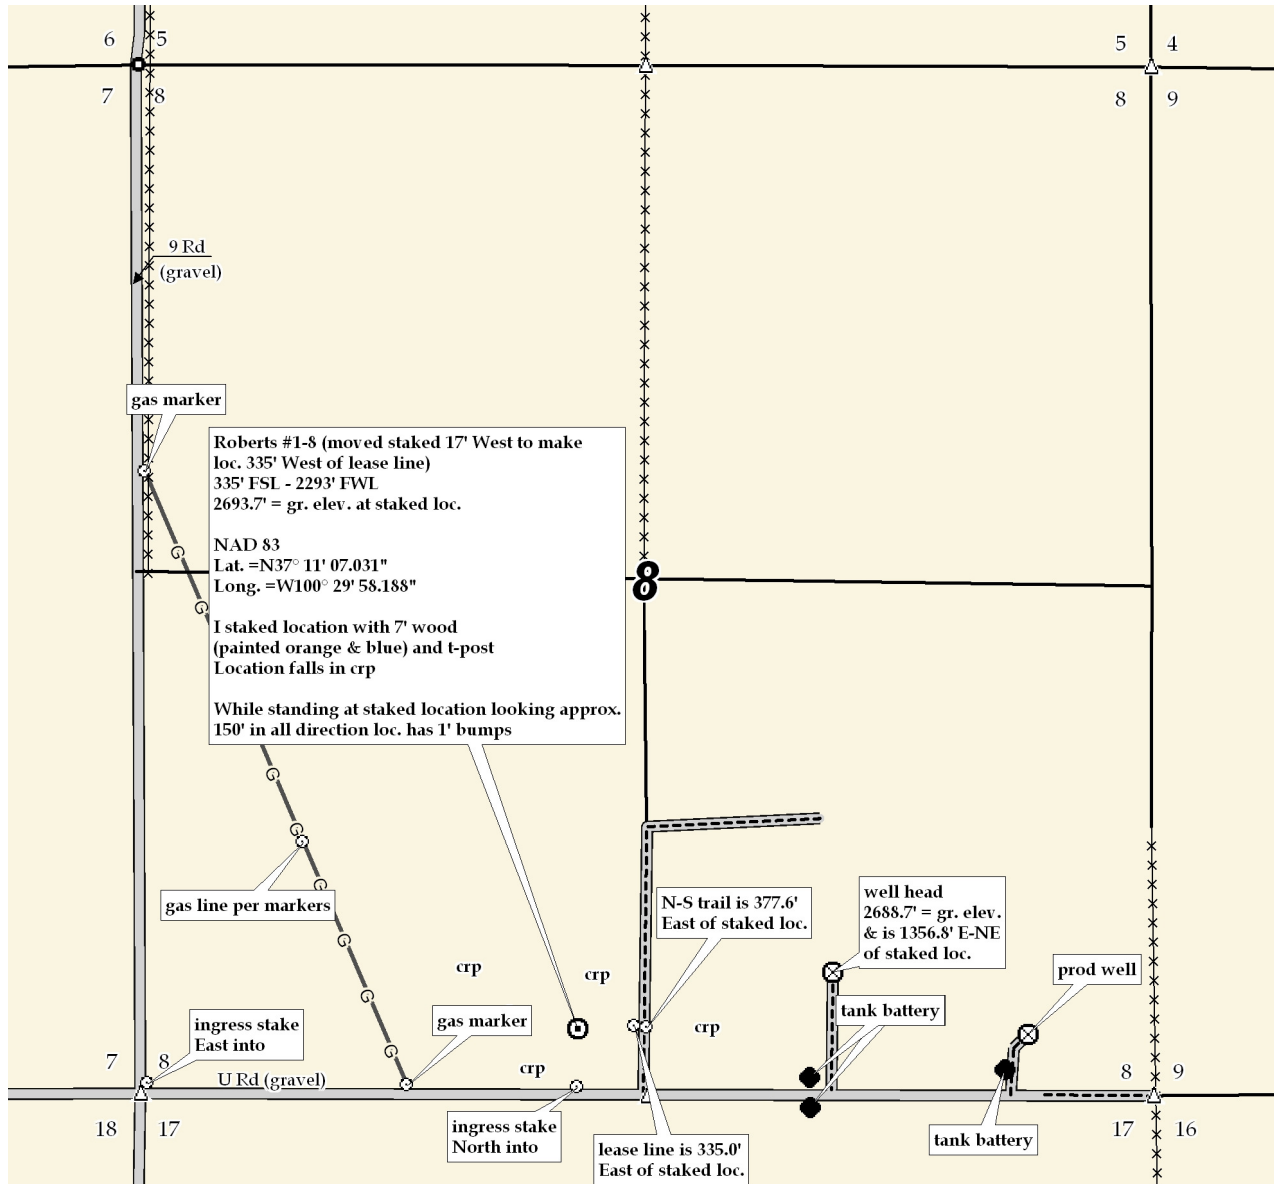 6 5
5 4
7 8
8 9
9 Rd
(gravel)
gas marker
Roberts #1-8 (moved staked 17' West to make
loc. 335' West of lease line)
335' FSL - 2293' FWL
2693.7' = gr. elev. at staked loc.
NAD 83
Lat. =N37° 11' 07.031"
Long. =W100° 29' 58.188"
I staked location with 7' wood
(painted orange & blue) and t-post
Location falls in crp
While standing at staked location looking approx.
150' in all direction loc. has 1' bumps
8
G
G
G
G
gas line per markers
G
G
G
G
N-S trail is 377.6'
East of staked loc.
well head
2688.7' = gr. elev.
& is 1356.8' E-NE
of staked loc.
crp
crp
prod well
tank battery
gas marker
crp
ingress stake
East into
7 8
U Rd (gravel)
crp
8 9
18 17
ingress stake
North into
lease line is 335.0'
East of staked loc.
tank battery
17 16